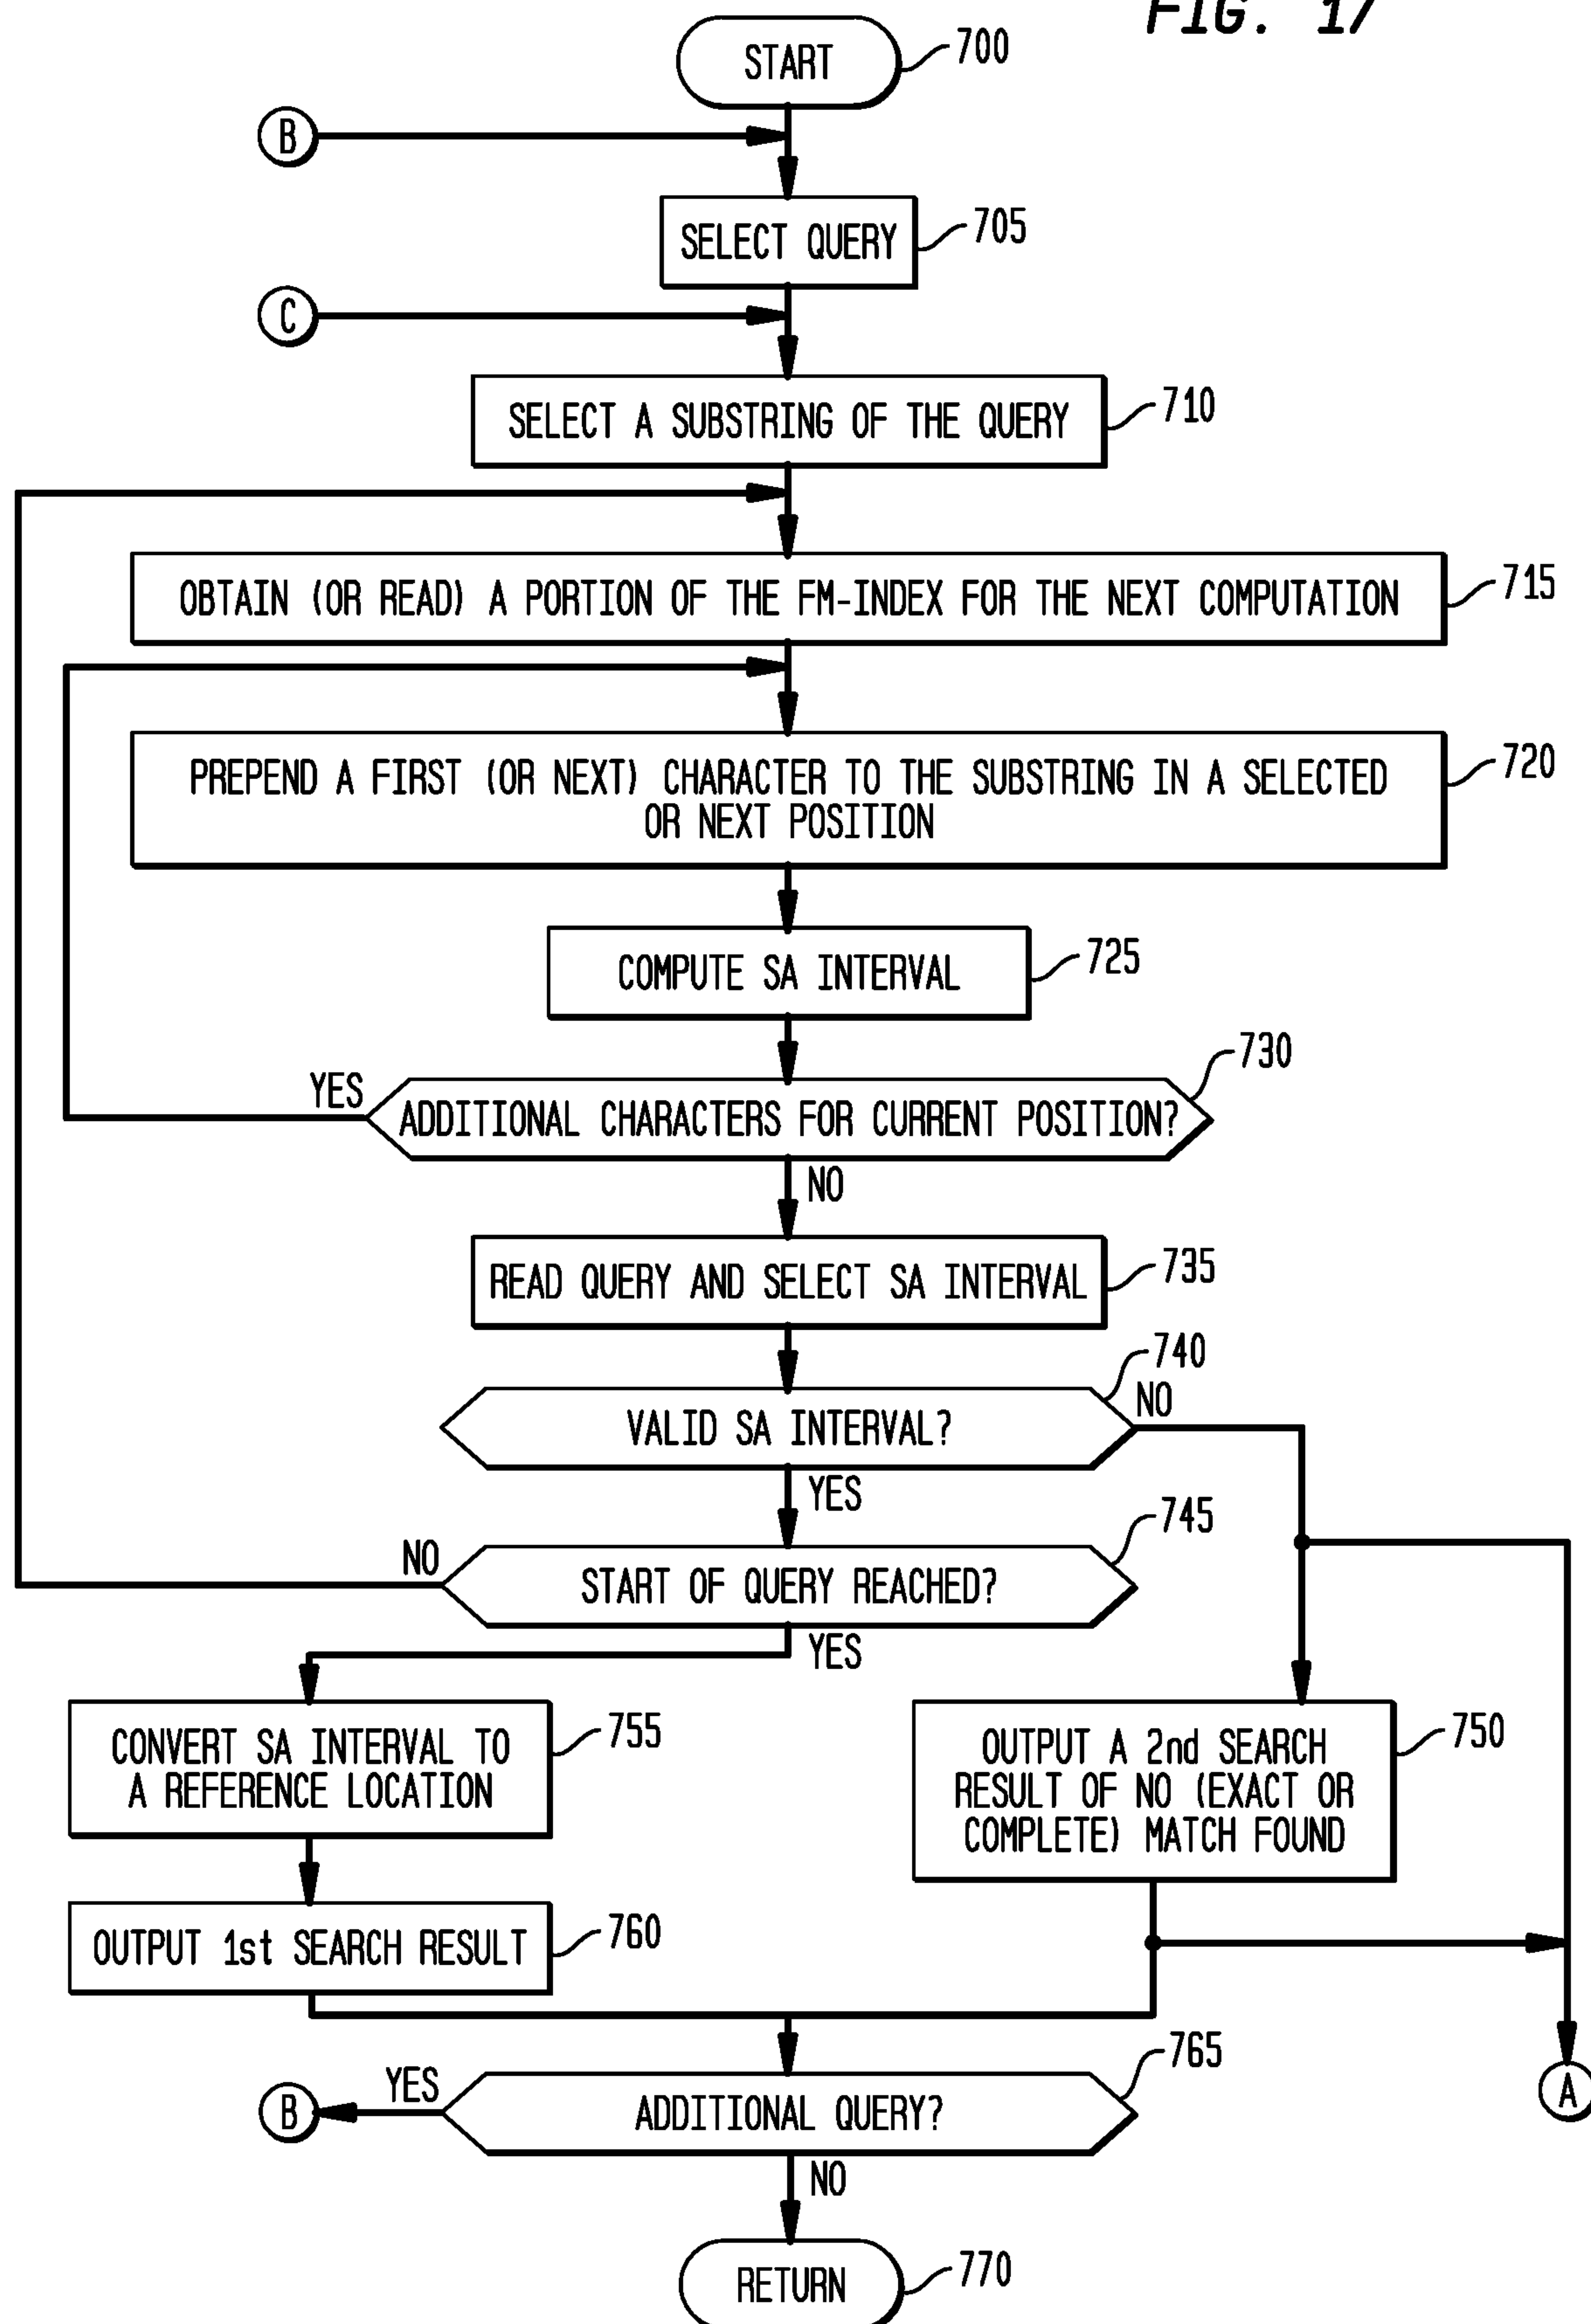 FIG. 17
START
700
B
SELECT QUERY
705
C
SELECT A SUBSTRING OF THE QUERY
710
OBTAIN (OR READ) A PORTION OF THE FM-INDEX FOR THE NEXT COMPUTATION
715
PREPEND A FIRST (OR NEXT) CHARACTER TO THE SUBSTRING IN A SELECTED
OR NEXT POSITION
720
COMPUTE SA INTERVAL
725
730
YES
ADDITIONAL CHARACTERS FOR CURRENT POSITION?
NO
READ QUERY AND SELECT SA INTERVAL
735
740
NO
VALID SA INTERVAL?
YES
745
NO
START OF QUERY REACHED?
YES
CONVERT SA INTERVAL TO
A REFERENCE LOCATION
755
OUTPUT A 2nd SEARCH
RESULT OF NO (EXACT OR
COMPLETE) MATCH FOUND
750
OUTPUT 1st SEARCH RESULT
760
765
YES
B
ADDITIONAL QUERY?
A
NO
RETURN
770